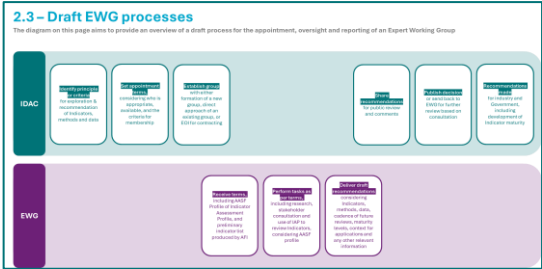 2.3 – Draft EWG processes
The diagram on this page aims to provide an overview of a draft process for the appointment, oversight and reporting of an Expert Working Group
IDAC
Identify principle
or criteria
for exploration &
recommendation
of indicators,
methods and data
Set appointment
terms,
considering who is
appropriate,
available, and the
criteria for
membership
Establish group
with either
formation of a new
group, direct
approach of an
existing group, or
EOI for contracting
Share
recommendations
for public review
and comments
Publish decision
or send back to
EWG for further
review based on
consultation
Recommendations
made
for Industry and
Government,
including
development of
Indicator maturity
EWG
Receive terms,
including AASF
Profile of Indicator
Assessment
Profile, and
preliminary
indicator list
produced by AFI
Perform tasks as
per terms,
including research,
stakeholder
consultation and
use of IAP to
review indicators,
considering AASF
profile
Deliver draft
recommendations
considering
indicators,
methods, data,
cadence of future
reviews, maturity
levels, context for
applications and
any other relevant
information